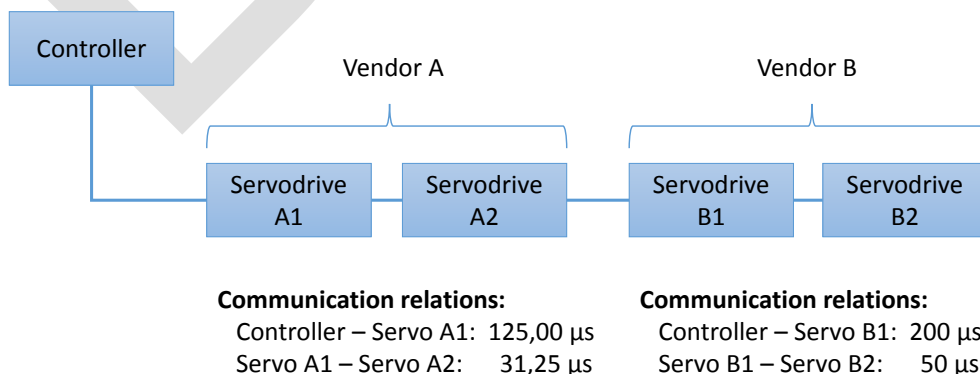 Controller
Vendor A
Vendor B
Servodrive
A1
Servodrive
A2
Servodrive
B1
Servodrive
B2
Communication relations:
Controller – Servo A1: 125,00 µs
Servo A1 – Servo A2: 31,25 µs
Communication relations:
Controller – Servo B1: 200 µs
Servo B1 – Servo B2: 50 µs